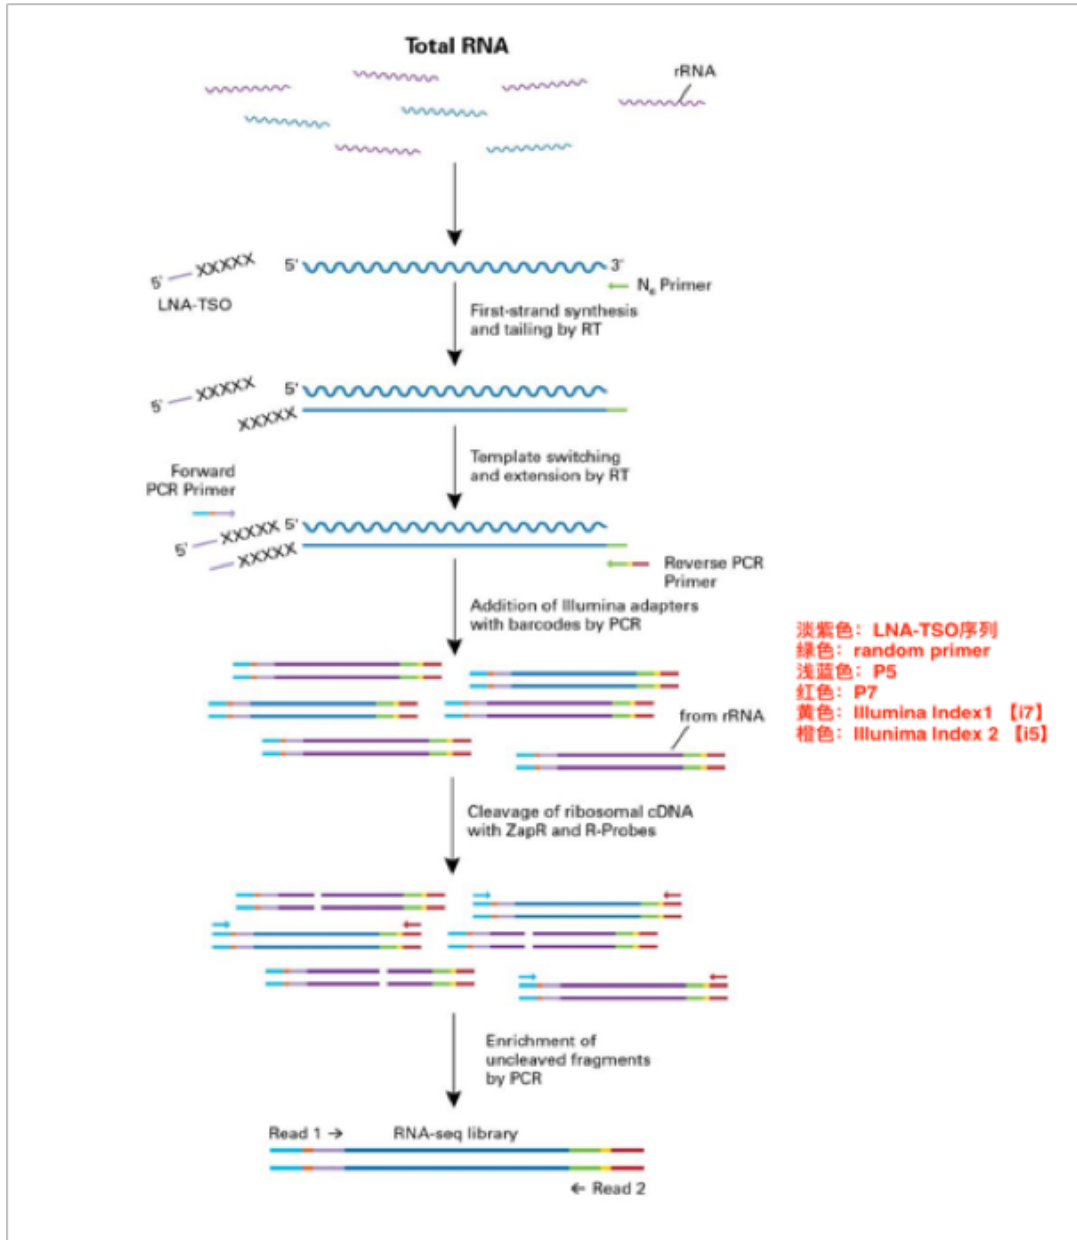 Total RNA
rRNA
5'
XXXXX
LNA-TSO
5'
3'
N6 Primer
First-strand synthesis
and tailing by RT
5'
XXXXX
5'
XXXXX
Template switching
and extension by RT
Forward
PCR Primer
5'
XXXXX
5'
XXXXX
Reverse PCR
Primer
Addition of Illumina adapters
with barcodes by PCR
淡紫色：LNA-TSO序列
绿色：random primer
浅蓝色：P5
红色：P7
黄色：Illumina Index1 【i7】
橙色：Illunima Index 2 【i5】
from rRNA
Cleavage of ribosomal cDNA
with ZapR and R-Probes
Enrichment of
uncleaved fragments
by PCR
Read 1 →
RNA-seq library
← Read 2